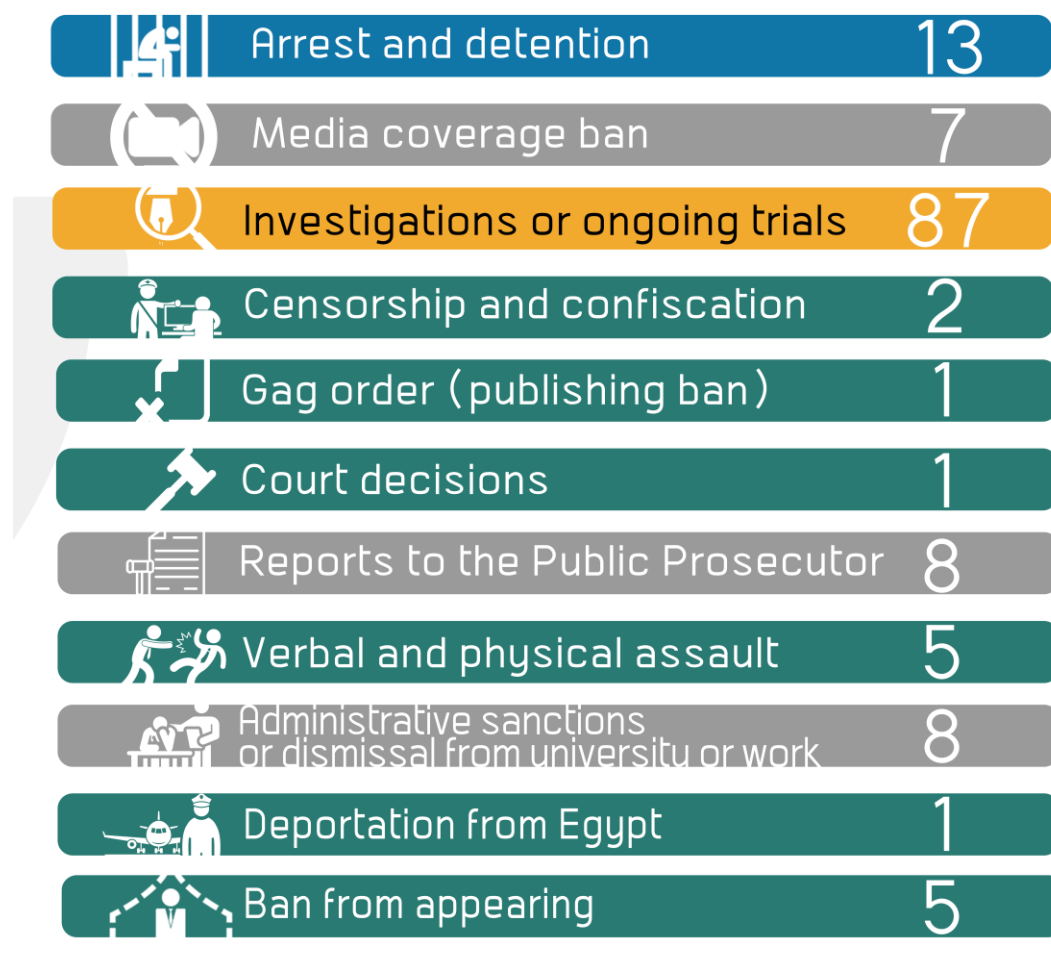 Arrest and detention 13
Media coverage ban 7
Investigations or ongoing trials 87
Censorship and confiscation 2
Gag order (publishing ban) 1
Court decisions 1
Reports to the Public Prosecutor 8
Verbal and physical assault 5
Administrative sanctions
or dismissal from university or work 8
Deportation from Egypt 1
Ban from appearing 5